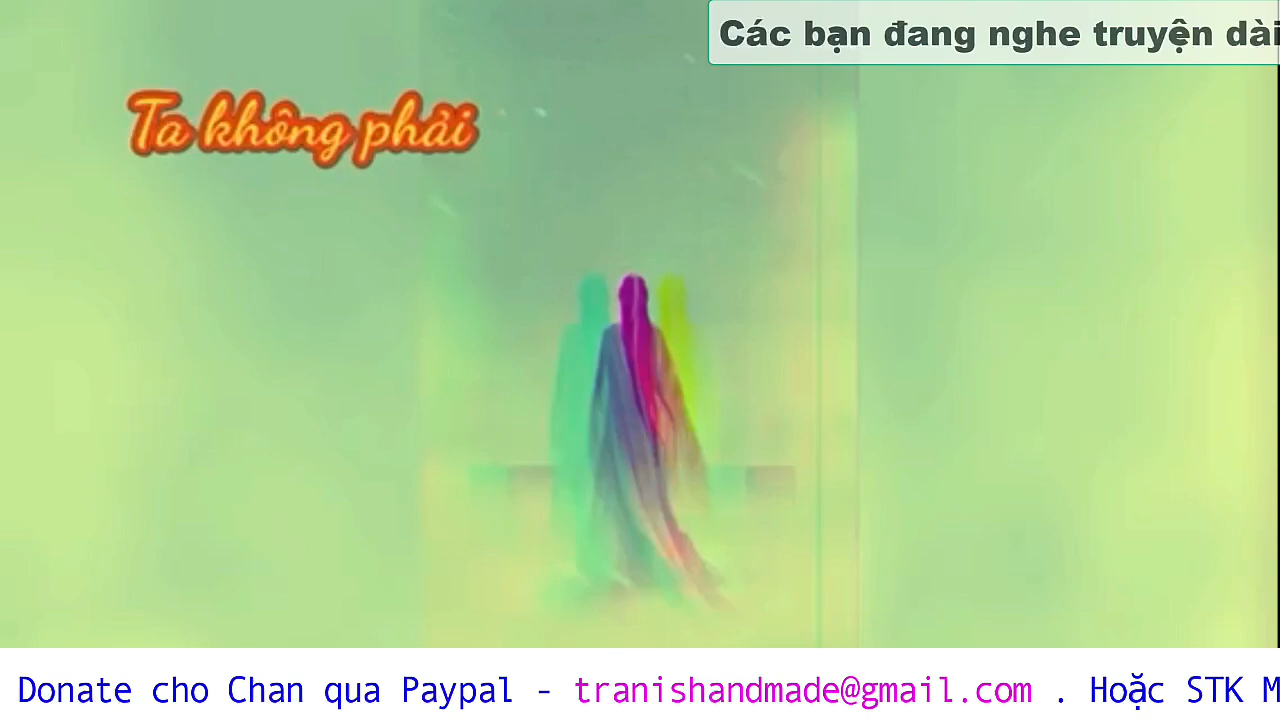 Các bạn đang nghe truyện dài
Ta không phải
Donate cho Chan qua Paypal - tranishandmade@gmail.com . Hoặc STK M